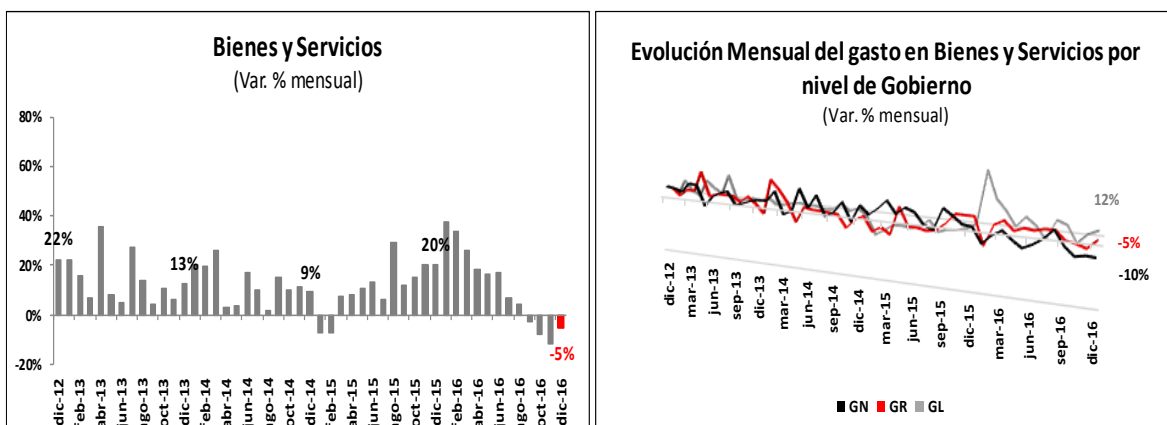 Bienes y Servicios
(Var. % mensual)
80%
60%
40%
20%
0%
-20%
22%
13%
9%
20%
-5%
dic-12
feb-13
abr-13
jun-13
ago-13
oct-13
dic-13
feb-14
abr-14
jun-14
ago-14
oct-14
dic-14
feb-15
abr-15
jun-15
ago-15
oct-15
dic-15
feb-16
abr-16
jun-16
ago-16
oct-16
dic-16
Evolución Mensual del gasto en Bienes y Servicios por
nivel de Gobierno
(Var. % mensual)
12%
-5%
-10%
dic-12
mar-13
jun-13
sep-13
dic-13
mar-14
jun-14
sep-14
dic-14
mar-15
jun-15
sep-15
dic-15
mar-16
jun-16
sep-16
dic-16
GN GR GL